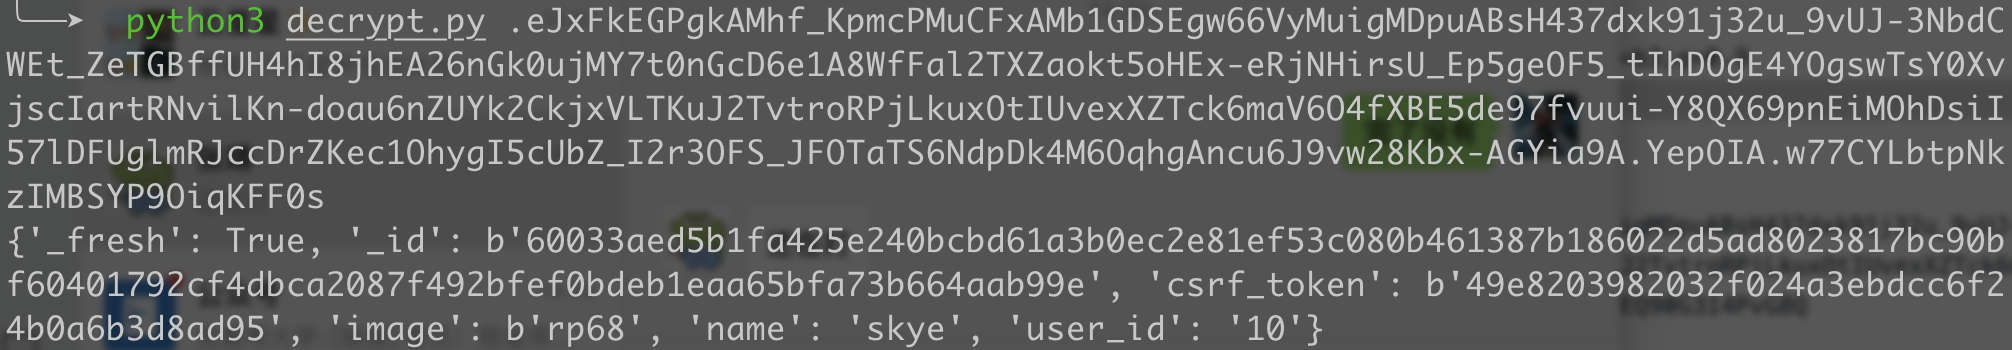 python3 decrypt.py .eJxFkEGPgkAMhf_KpmcPMuCFxAMb1GDSEgw66VyMuigMDpuABsH437dxk91j32u_9vUJ-3NbdC
WEt_ZeTGBffUH4hI8jhEA26nGk0ujMY7t0nGcD6e1A8WfFal2TXZaokt5oHEx-eRjNHirsU_Ep5geOF5_tIhDOgE4YOgswTsY0Xv
jscIartRNvilKn-doau6nZUYk2CkjxVLTKuJ2TvtroRPjLkuxOtIUvexXZTck6maV6O4fXBE5de97fvuui-Y8QX69pnEiMOhDsiI
57lDFUglmRJccDrZKec1OhygI5cUbZ_I2r3OFS_JFOTaTS6NdpDk4M6OqhgAncu6J9vw28Kbx-AGYia9A.YepOIA.w77CYLbtpNk
zIMBSYP9OiqKFF0s
{'_fresh': True, '_id': b'60033aed5b1fa425e240bcbd61a3b0ec2e81ef53c080b461387b186022d5ad8023817bc90b
f60401792cf4dbca2087f492bfef0bdeb1eaa65bfa73b664aab99e', 'csrf_token': b'49e8203982032f024a3ebdcc6f2
4b0a6b3d8ad95', 'image': b'rp68', 'name': 'skye', 'user_id': '10'}